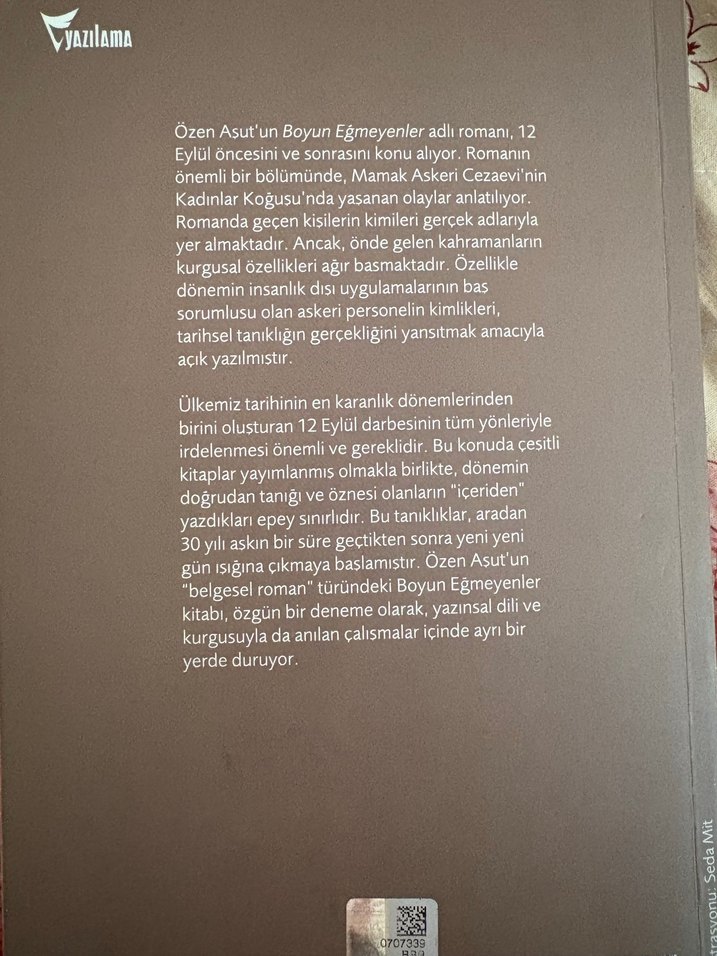 yazılama
Özen Aşut'un Boyun Eğmeyenler adlı romanı, 12
Eylül öncesini ve sonrasını konu alıyor. Romanın
önemli bir bölümünde, Mamak Askeri Cezaevi'nin
Kadınlar Koğuşu'nda yaşanan olaylar anlatılıyor.
Romanda geçen kişilerin kimileri gerçek adlarıyla
yer almaktadır. Ancak, önde gelen kahramanların
kurgusal özellikleri ağır basmaktadır. Özellikle
dönemin insanlık dışı uygulamalarının baş
sorumlusu olan askeri personelin kimlikleri,
tarihsel tanıklığın gerçekliğini yansıtmak amacıyla
açık yazılmıştır.
Ülkemiz tarihinin en karanlık dönemlerinden
birini oluşturan 12 Eylül darbesinin tüm yönleriyle
irdelenmesi önemli ve gereklidir. Bu konuda çeşitli
kitaplar yayımlanmış olmakla birlikte, dönemin
doğrudan tanığı ve öznesi olanların "içeriden"
yazdıkları epey sınırlıdır. Bu tanıklıklar, aradan
30 yılı aşkın bir süre geçtikten sonra yeni yeni
gün ışığına çıkmaya başlamıştır. Özen Aşut'un
"belgesel roman" türündeki Boyun Eğmeyenler
kitabı, özgün bir deneme olarak, yazınsal dili ve
kurgusuyla da anılan çalışmalar içinde ayrı bir
yerde duruyor.
trasyonu: Seda Mit
0707339